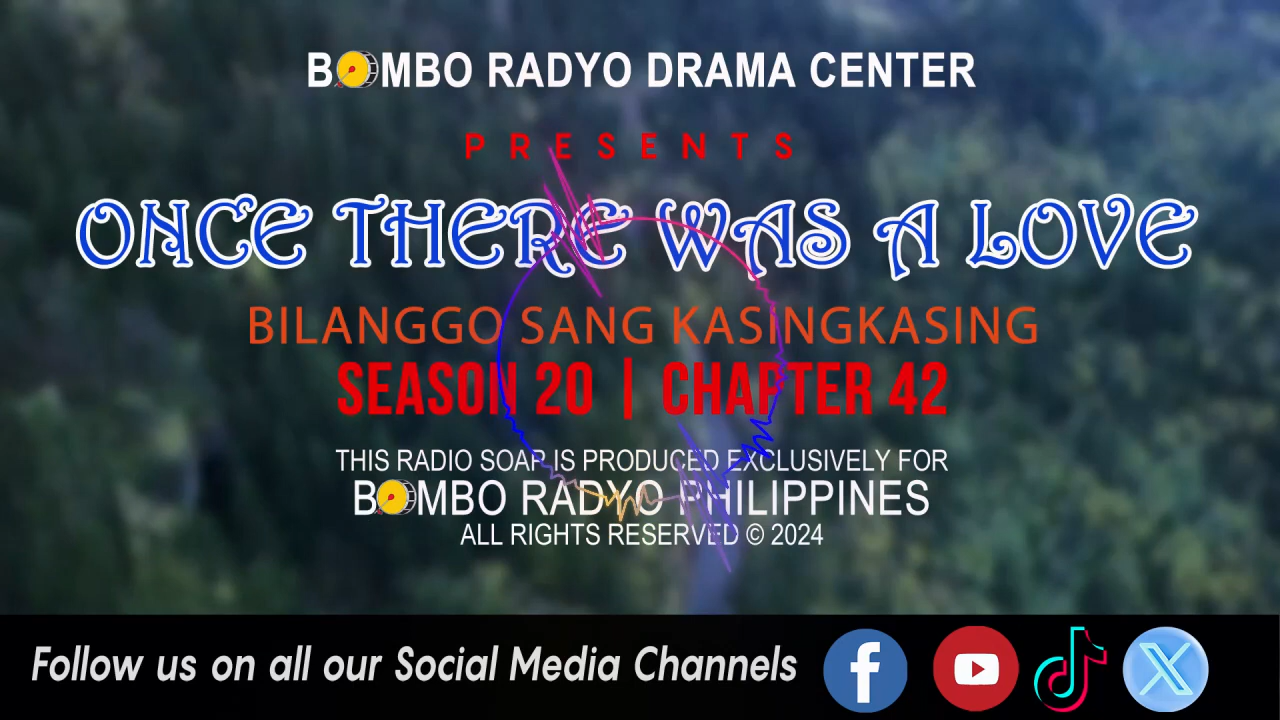 BOMBO RADYO DRAMA CENTER
PRESENTS
ONCE THERE WAS A LOVE
BILANGGO SANG KASINGKASING
SEASON 20 | CHAPTER 42
THIS RADIO SOAP IS PRODUCED EXCLUSIVELY FOR
BOMBO RADYO PHILIPPINES
ALL RIGHTS RESERVED © 2024
Follow us on all our Social Media Channels